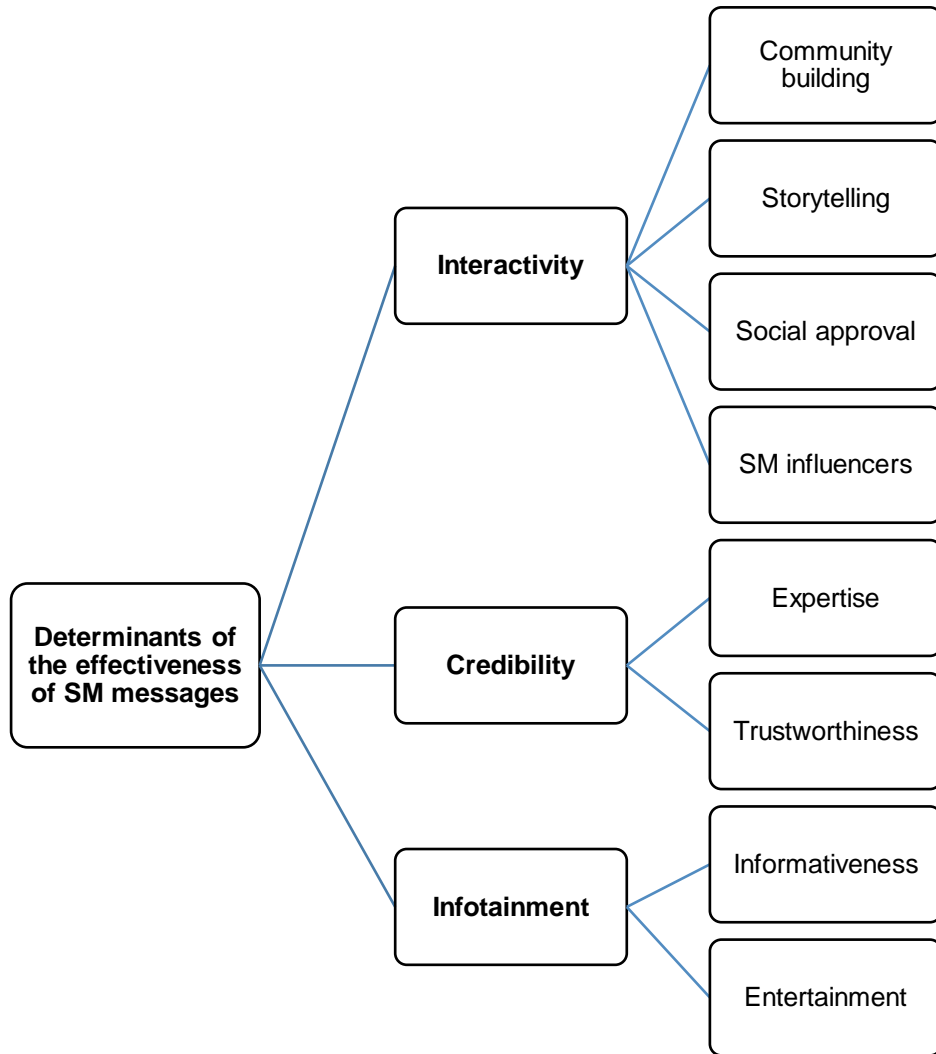 Community
building
Storytelling
Interactivity
Social approval
SM influencers
Determinants of
the effectiveness
of SM messages
Expertise
Credibility
Trustworthiness
Informativeness
Infotainment
Entertainment